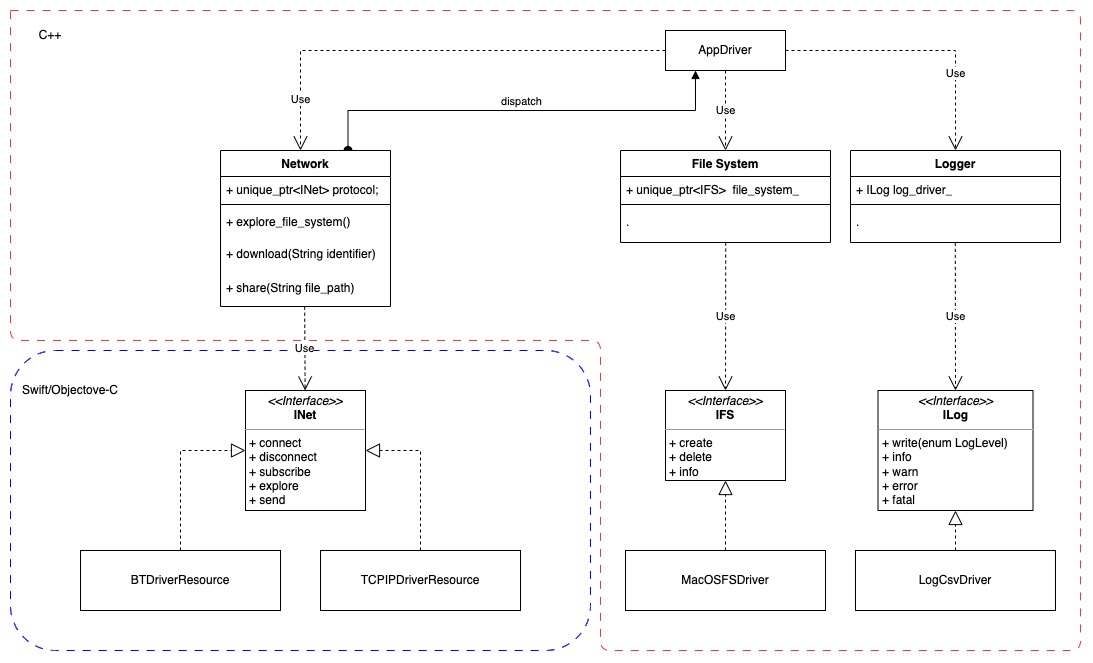 C++
AppDriver
Use
dispatch
Use
Use
Network
+ unique_ptr<INet> protocol;
+ explore_file_system()
+ download(String identifier)
+ share(String file_path)
File System
+ unique_ptr<IFS>  file_system_
.
Logger
+ ILog log_driver_
.
Use
Use
Use
Swift/Objectove-C
<<Interface>>
INet
+ connect
+ disconnect
+ subscribe
+ explore
+ send
<<Interface>>
IFS
+ create
+ delete
+ info
<<Interface>>
ILog
+ write(enum LogLevel)
+ info
+ warn
+ error
+ fatal
BTDriverResource
TCPIPDriverResource
MacOSFSDriver
LogCsvDriver